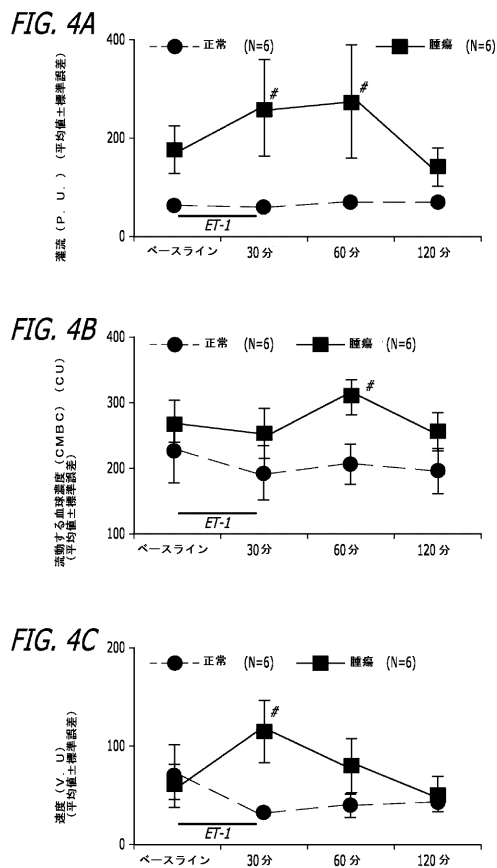 FIG. 4A
正常 (N=6) 腫瘍 (N=6)
灌流(P. U.)(平均値±標準誤差)
400
200
0
#
#
ET-1
ベースライン 30分 60分 120分
FIG. 4B
正常 (N=6) 腫瘍 (N=6)
流動する血球濃度(CMBC)(CU)
(平均値±標準誤差)
400
300
200
100
#
ET-1
ベースライン 30分 60分 120分
FIG. 4C
正常 (N=6) 腫瘍 (N=6)
速度(V. U)
(平均値±標準誤差)
200
100
0
#
ET-1
ベースライン 30分 60分 120分